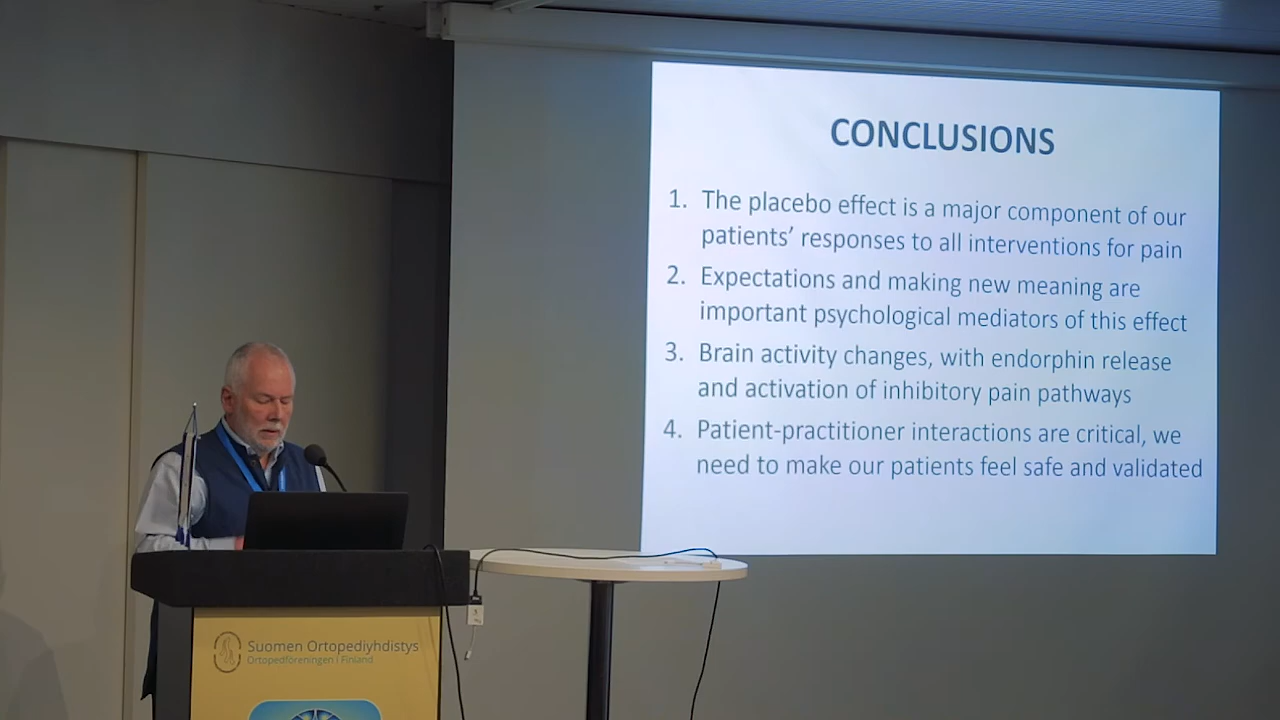 CONCLUSIONS
1. The placebo effect is a major component of our
patients' responses to all interventions for pain
2. Expectations and making new meaning are
important psychological mediators of this effect
3. Brain activity changes, with endorphin release
and activation of inhibitory pain pathways
4. Patient-practitioner interactions are critical, we
need to make our patients feel safe and validated
Suomen Ortopediyhdistys
Ortopedföreningen i Finland